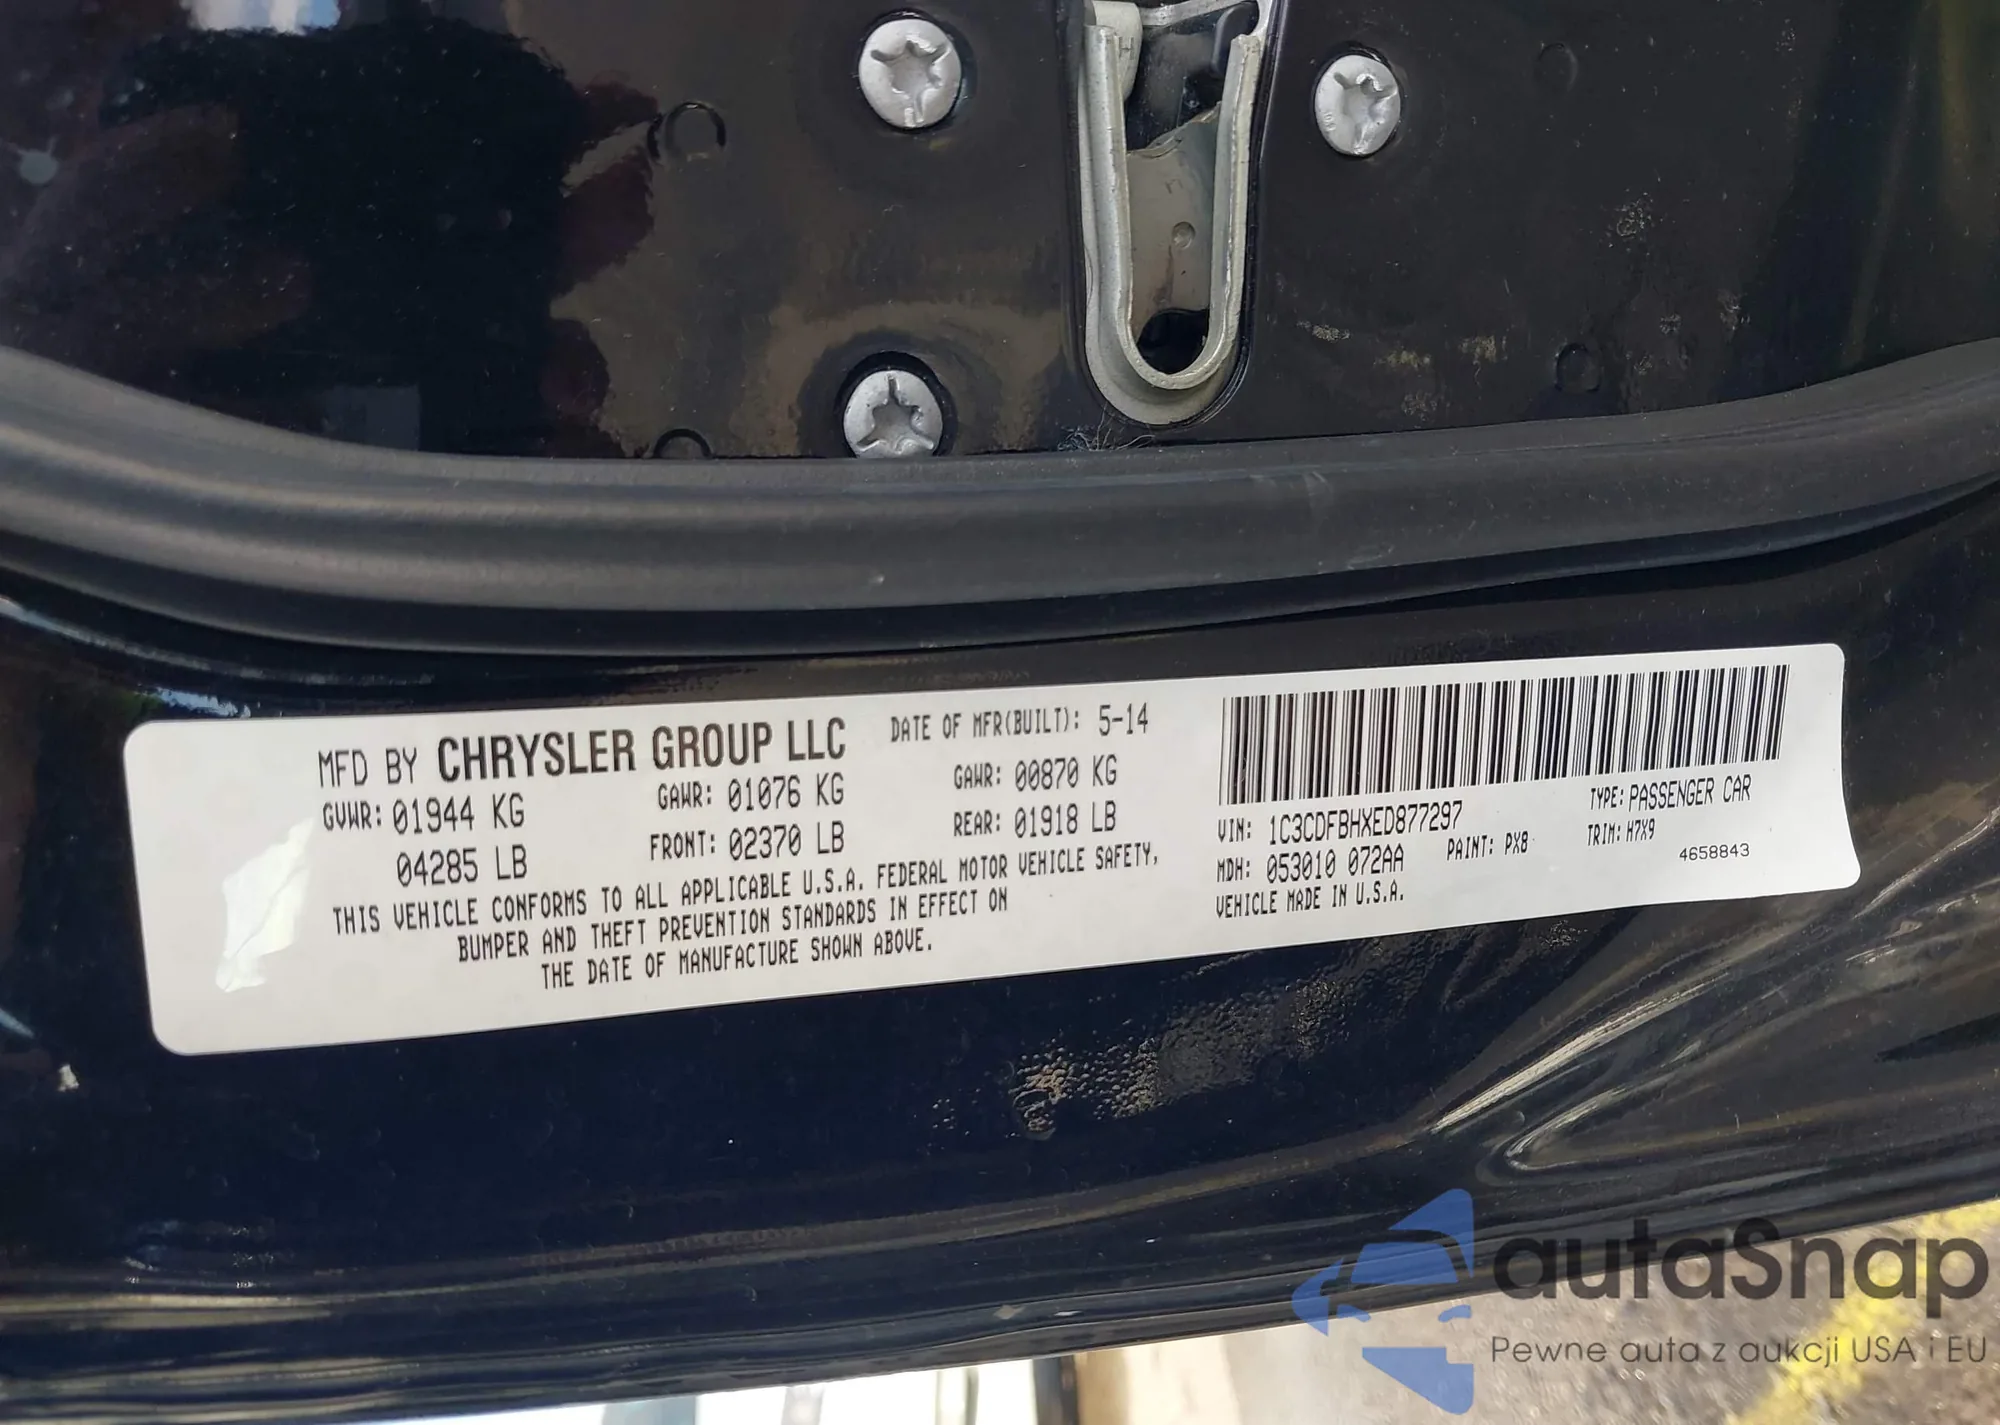 MFD BY CHRYSLER GROUP LLC DATE OF MFR(BUILT): 5-14
GVWR: 01944 KG GAWR: 01076 KG GAWR: 00870 KG
04285 LB FRONT: 02370 LB REAR: 01918 LB
THIS VEHICLE CONFORMS TO ALL APPLICABLE U.S.A. FEDERAL MOTOR VEHICLE SAFETY,
BUMPER AND THEFT PREVENTION STANDARDS IN EFFECT ON
THE DATE OF MANUFACTURE SHOWN ABOVE.
VIN: 1C3CDFBHXED877297 TYPE: PASSENGER CAR
MDH: 053010 072AA PAINT: PX8 TRIM: H7X9
VEHICLE MADE IN U.S.A. 4658843
autaSnap
Pewne auta z aukcji USA i EU